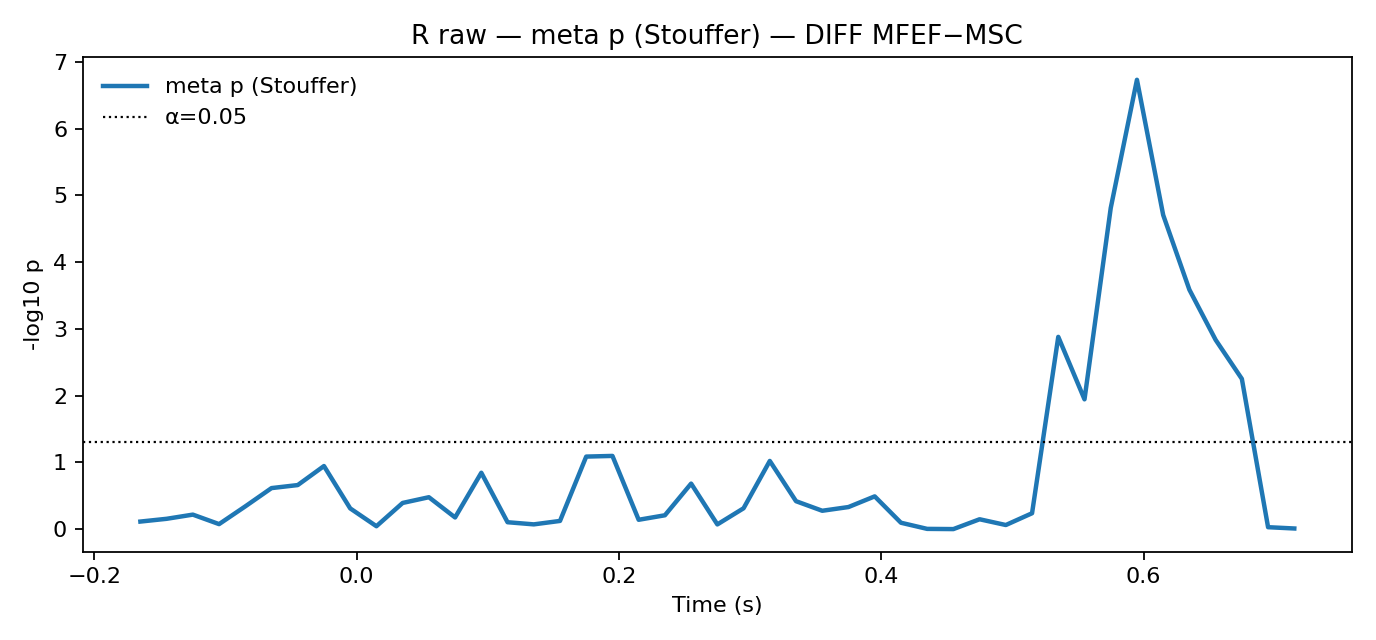 R raw — meta p (Stouffer) — DIFF MFEF−MSC
meta p (Stouffer)
α=0.05
-log10 p
7
6
5
4
3
2
1
0
−0.2
0.0
0.2
0.4
0.6
Time (s)